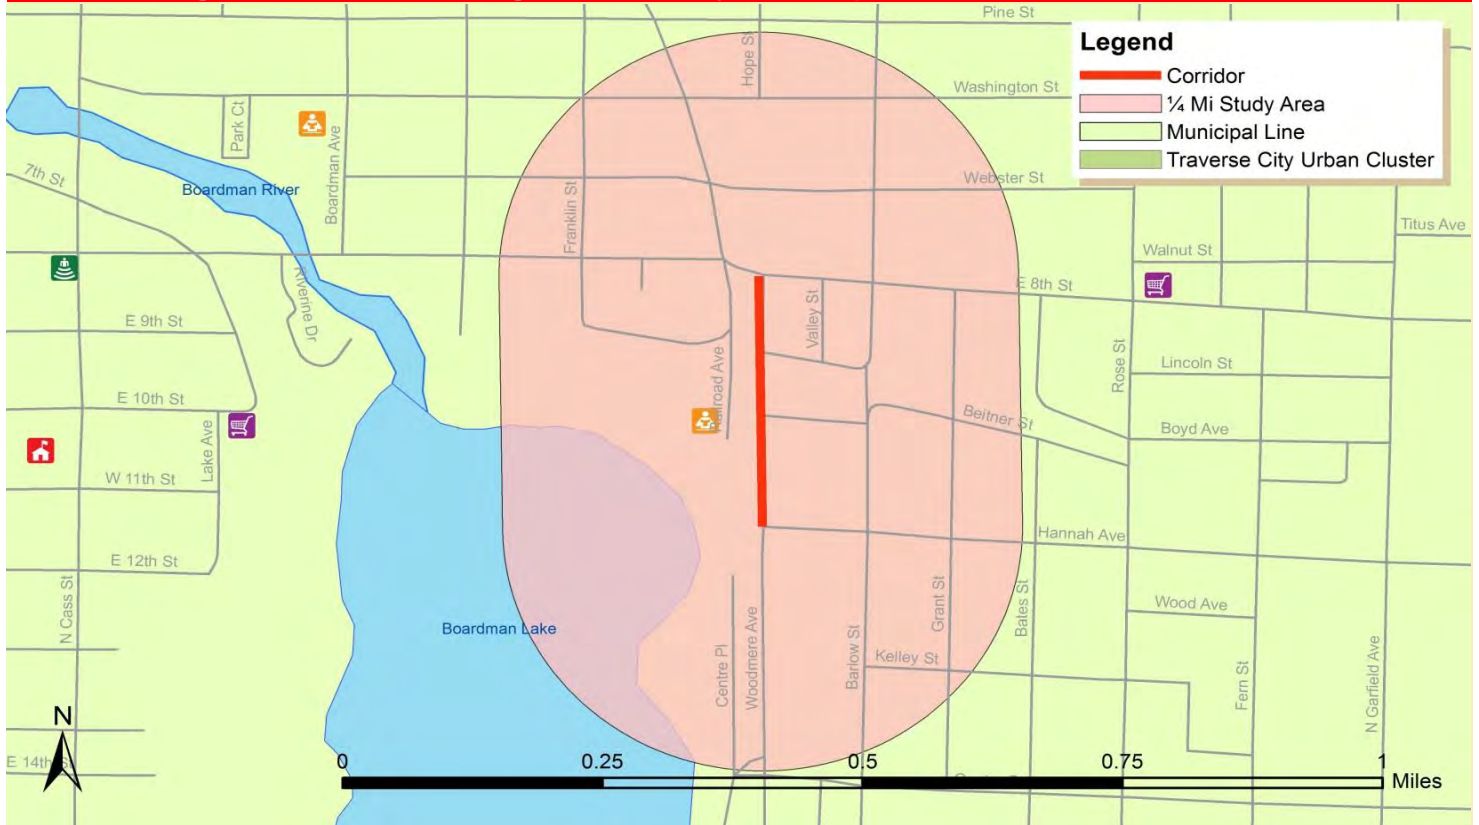 Pine St
Hope St
Legend
Corridor
¼ Mi Study Area
Municipal Line
Traverse City Urban Cluster
Washington St
Park Ct
Boardman Ave
7th St
Boardman River
Webster St
Franklin St
Titus Ave
Walnut St
Riverine Dr
E 8th St
Valley St
E 9th St
Railroad Ave
Rose St
Lincoln St
E 10th St
Beitner St
Boyd Ave
Lake Ave
W 11th St
Hannah Ave
E 12th St
N Cass St
Boardman Lake
Centre Pl
Woodmere Ave
Barlow St
Grant St
Bates St
Wood Ave
Kelley St
Fern St
N Garfield Ave
N
E 14th St
0
0.25
0.5
0.75
1
Miles